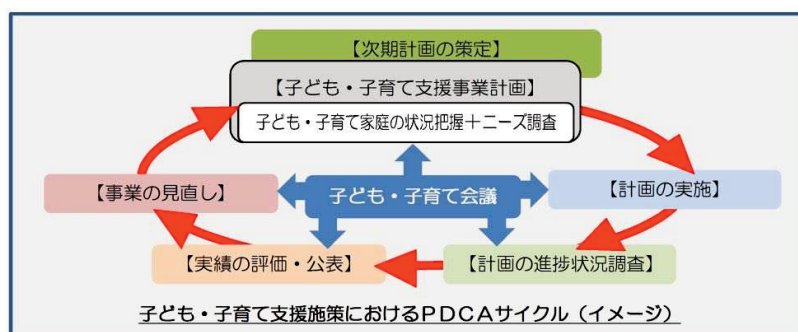 【次期計画の策定】
【子ども・子育て支援事業計画】
子ども・子育て家庭の状況把握＋ニーズ調査
【事業の見直し】
子ども・子育て会議
【計画の実施】
【実績の評価・公表】
【計画の進捗状況調査】
子ども・子育て支援施策におけるＰＤＣＡサイクル（イメージ）